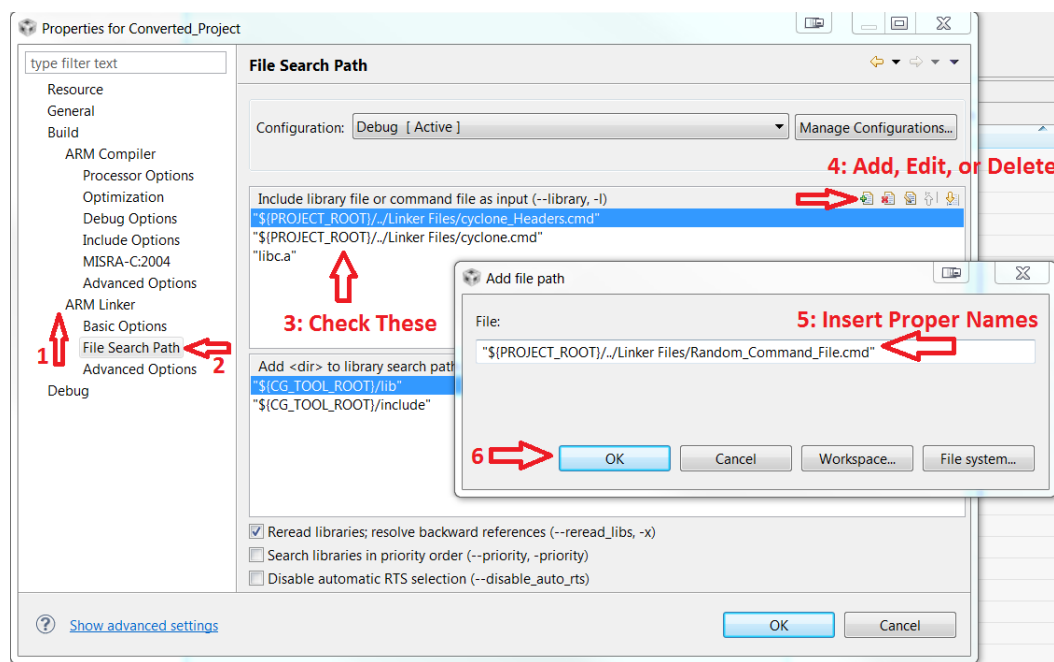 Properties for Converted_Project
type filter text
Resource
General
Build
ARM Compiler
Processor Options
Optimization
Debug Options
Include Options
MISRA-C:2004
Advanced Options
ARM Linker
Basic Options
File Search Path
Advanced Options
Debug
1
2
File Search Path
Configuration: Debug [ Active ]
Manage Configurations...
4: Add, Edit, or Delete
Include library file or command file as input (--library, -l)
"${PROJECT_ROOT}/../Linker Files/cyclone_Headers.cmd"
"${PROJECT_ROOT}/../Linker Files/cyclone.cmd"
"libc.a"
3: Check These
Add <dir> to library search path
"${CG_TOOL_ROOT}/lib"
"${CG_TOOL_ROOT}/include"
Add file path
File:
5: Insert Proper Names
"${PROJECT_ROOT}/../Linker Files/Random_Command_File.cmd"
6
OK
Cancel
Workspace...
File system...
Reread libraries; resolve backward references (--reread_libs, -x)
Search libraries in priority order (--priority, -priority)
Disable automatic RTS selection (--disable_auto_rts)
? Show advanced settings
OK
Cancel